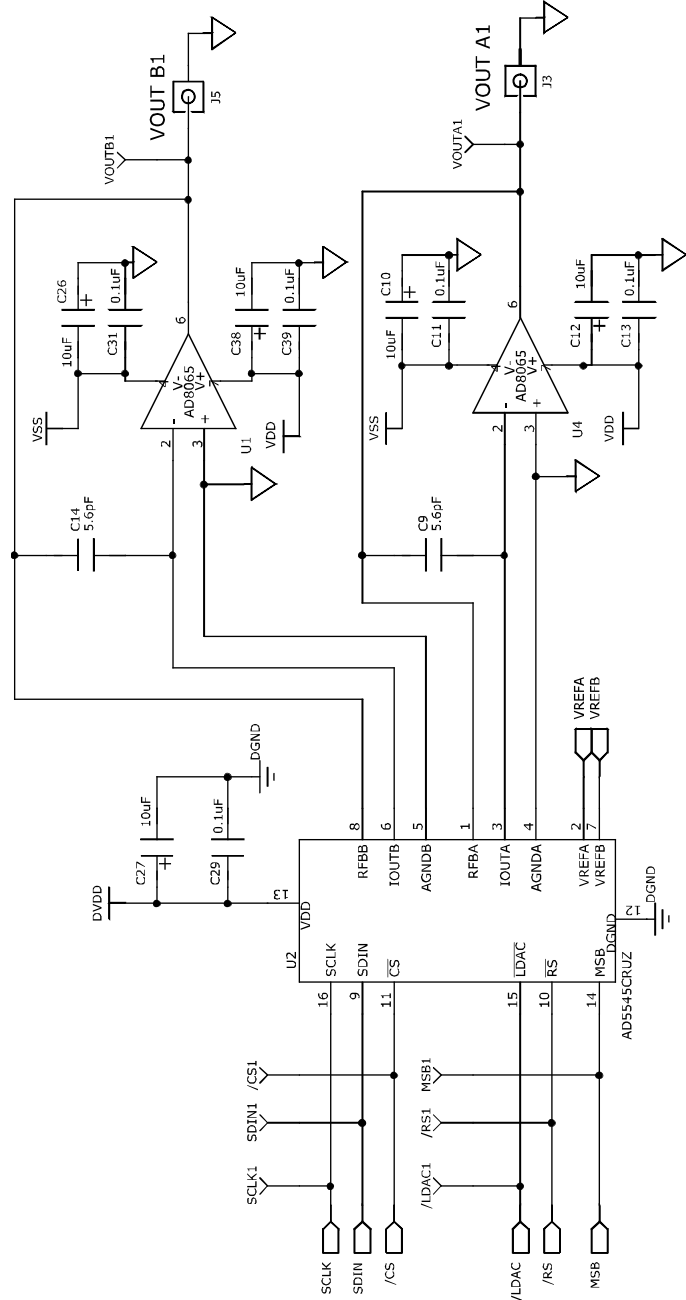 VOUT B1
J5
VOUTB1
VOUT A1
J3
VOUTA1
C26
10uF
0.1uF
C31
6
V-
4
AD8065
V+
7
U1
-
+
2
3
10uF
C38
0.1uF
C39
VSS
VDD
C10
10uF
0.1uF
C11
6
V-
4
AD8065
V+
7
U4
-
+
2
3
10uF
C12
0.1uF
C13
VSS
VDD
C14
5.6pF
C9
5.6pF
10uF
C27
0.1uF
C29
DGND
DVDD
13
VDD
U2
8
RFBB
6
IOUTB
5
AGNDB
1
RFBA
3
IOUTA
4
AGNDA
2
VREFA
7
VREFB
VREFA
VREFB
12
DGND
DGND
SCLK
16
SDIN
9
CS
11
LDAC
15
RS
10
MSB
14
AD5545CRUZ
/CS1
SDIN1
SCLK1
MSB1
/RS1
/LDAC1
SCLK
SDIN
/CS
/LDAC
/RS
MSB